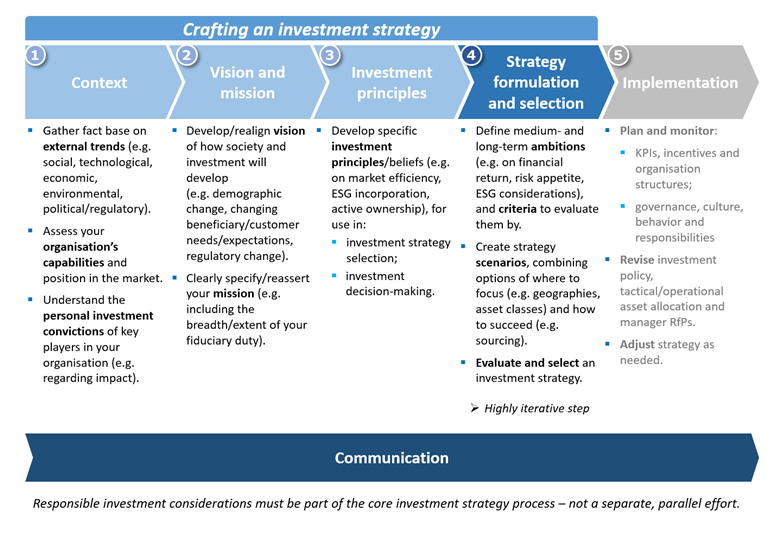 Crafting an investment strategy
1
Context
2
Vision and
mission
3
Investment
principles
4
Strategy
formulation
and selection
5
Implementation
▪ Gather fact base on
external trends (e.g.
social, technological,
economic,
environmental,
political/regulatory).
▪ Assess your
organisation's
capabilities and
position in the market.
▪ Understand the
personal investment
convictions of key
players in your
organisation (e.g.
regarding impact).
▪ Develop/realign vision
of how society and
investment will
develop
(e.g. demographic
change, changing
beneficiary/customer
needs/expectations,
regulatory change).
▪ Clearly specify/reassert
your mission (e.g.
including the
breadth/extent of your
fiduciary duty).
▪ Develop specific
investment
principles/beliefs (e.g.
on market efficiency,
ESG incorporation,
active ownership), for
use in:
▪ investment strategy
selection;
▪ investment
decision-making.
▪ Define medium- and
long-term ambitions
(e.g. on financial
return, risk appetite,
ESG considerations),
and criteria to evaluate
them by.
▪ Create strategy
scenarios, combining
options of where to
focus (e.g. geographies,
asset classes) and how
to succeed (e.g.
sourcing).
▪ Evaluate and select an
investment strategy.
➢ Highly iterative step
▪ Plan and monitor:
▪ KPIs, incentives and
organisation
structures;
▪ governance, culture,
behavior and
responsibilities
▪ Revise investment
policy,
tactical/operational
asset allocation and
manager RfPs.
▪ Adjust strategy as
needed.
Communication
Responsible investment considerations must be part of the core investment strategy process – not a separate, parallel effort.